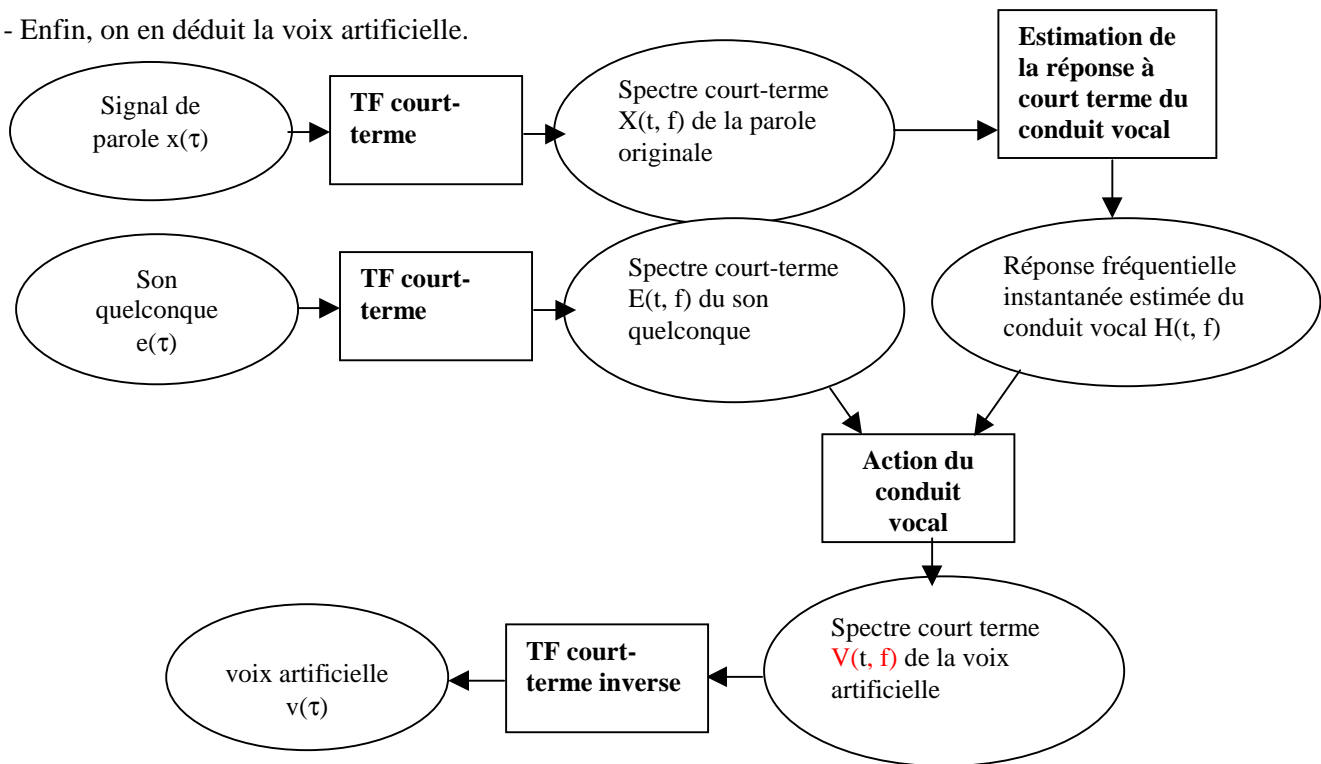 - Enfin, on en déduit la voix artificielle.
Signal de
parole x(τ)
TF court-
terme
Spectre court-terme
X(t, f) de la parole
originale
Estimation de
la réponse à
court terme du
conduit vocal
Son
quelconque
e(τ)
TF court-
terme
Spectre court-terme
E(t, f) du son
quelconque
Réponse fréquentielle
instantanée estimée du
conduit vocal H(t, f)
Action du
conduit
vocal
voix artificielle
v(τ)
TF court-
terme inverse
Spectre court terme
V(t, f) de la voix
artificielle